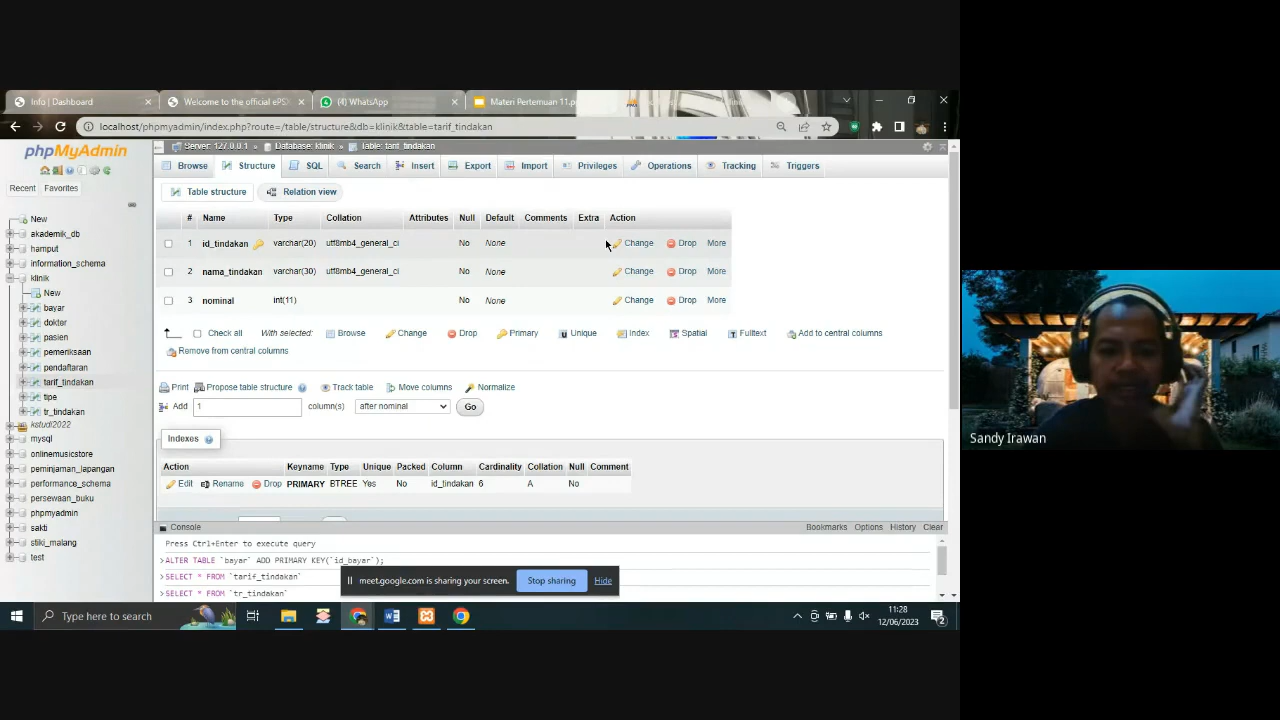 Info | Dashboard
Welcome to the official ePSX
(4) WhatsApp
Materi Pertemuan 11.p
localhost/phpmyadmin/index.php?route=/table/structure&db=klinik&table=tarif_tindakan
phpMyAdmin
Recent Favorites
New
akademik_db
hamput
information_schema
klinik
New
bayar
dokter
pasien
pemeriksaan
pendaftaran
tarif_tindakan
tipe
tr_tindakan
kstudi2022
mysql
onlinemusicstore
peminjaman_lapangan
performance_schema
persewaan_buku
phpmyadmin
sakti
stiki_malang
test
Server: 127.0.0.1 » Database: klinik » Table: tarif_tindakan
Browse Structure SQL Search Insert Export Import Privileges Operations Tracking Triggers
Table structure Relation view
# Name Type Collation Attributes Null Default Comments Extra Action
1 id_tindakan varchar(20) utf8mb4_general_ci No None Change Drop More
2 nama_tindakan varchar(30) utf8mb4_general_ci No None Change Drop More
3 nominal int(11) No None Change Drop More
Check all With selected: Browse Change Drop Primary Unique Index Spatial Fulltext Add to central columns
Remove from central columns
Print Propose table structure Track table Move columns Normalize
Add 1 column(s) after nominal Go
Indexes
Action Keyname Type Unique Packed Column Cardinality Collation Null Comment
Edit Rename Drop PRIMARY BTREE Yes No id_tindakan 6 A No
Console Bookmarks Options History Clear
Press Ctrl+Enter to execute query
>ALTER TABLE `bayar` ADD PRIMARY KEY(`id_bayar`);
>SELECT * FROM `tarif_tindakan`
>SELECT * FROM `tr_tindakan`
meet.google.com is sharing your screen. Stop sharing Hide
Type here to search
11:28
12/06/2023
2
Sandy Irawan